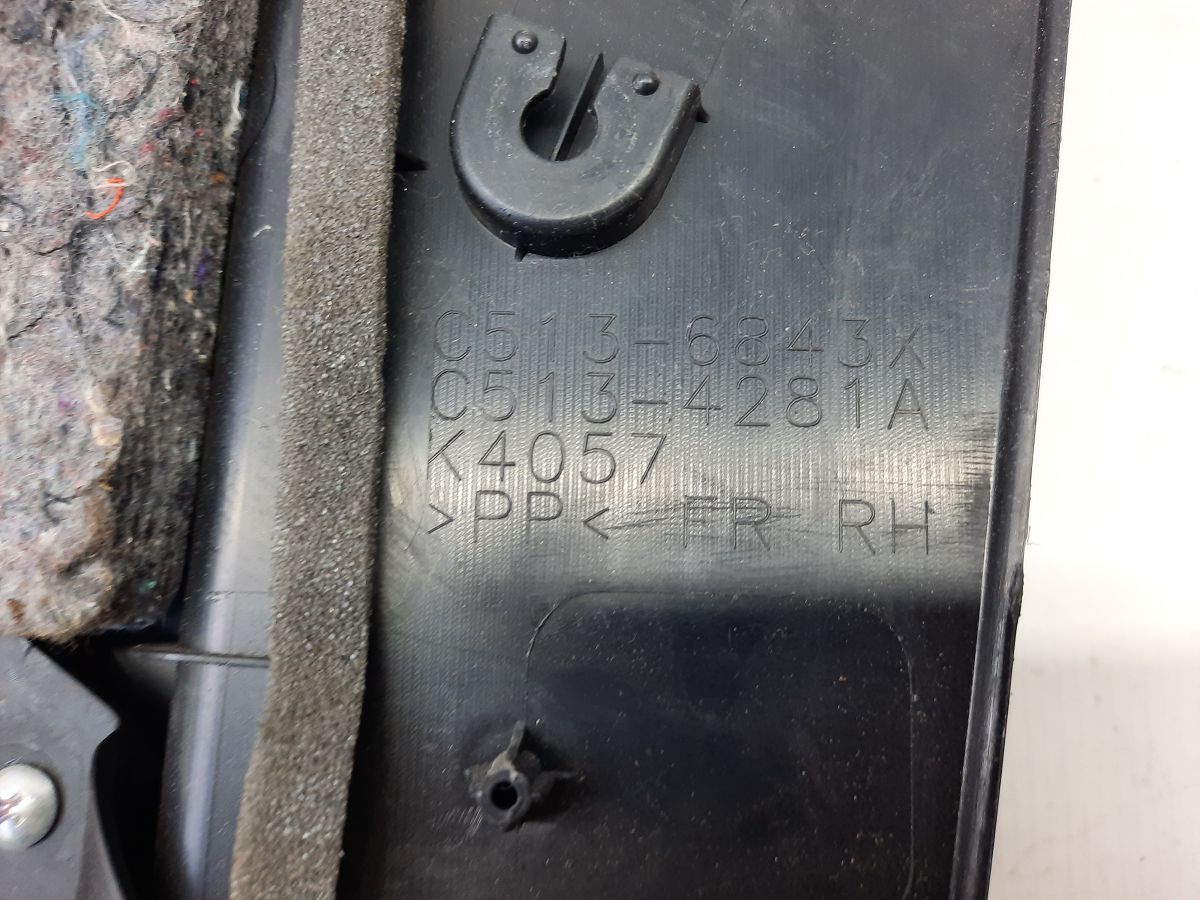 C513-6843X
C513-4281A
K4057
>PP< FR RH